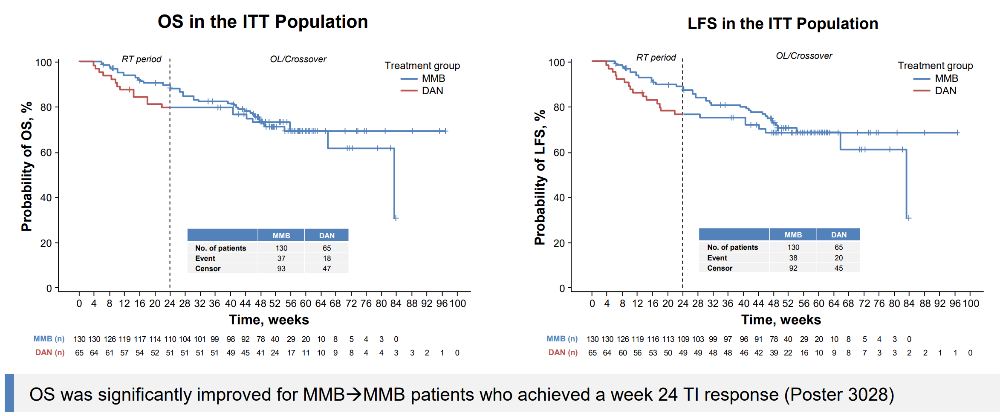 OS in the ITT Population
RT period
OL/Crossover
Treatment group
MMB
DAN
Probability of OS, %
100
80
60
40
20
0
MMB DAN
No. of patients 130 65
Event 37 18
Censor 93 47
0 4 8 12 16 20 24 28 32 36 40 44 48 52 56 60 64 68 72 76 80 84 88 92 96 100
Time, weeks
MMB (n) 130 130 126 119 117 114 110 104 101 99 98 92 78 40 29 20 10 8 5 4 3 0
DAN (n) 65 64 61 57 54 52 51 51 51 51 49 45 41 24 17 11 10 9 8 4 4 3 3 2 1 0
LFS in the ITT Population
RT period
OL/Crossover
Treatment group
MMB
DAN
Probability of LFS, %
100
80
60
40
20
0
MMB DAN
No. of patients 130 65
Event 38 20
Censor 92 45
0 4 8 12 16 20 24 28 32 36 40 44 48 52 56 60 64 68 72 76 80 84 88 92 96 100
Time, weeks
MMB (n) 130 130 126 119 116 113 109 103 99 97 96 91 78 40 29 20 10 8 5 4 3 0
DAN (n) 65 64 60 56 53 50 49 49 48 48 46 42 39 22 16 10 9 8 7 3 3 2 2 1 1 0
OS was significantly improved for MMB→MMB patients who achieved a week 24 TI response (Poster 3028)